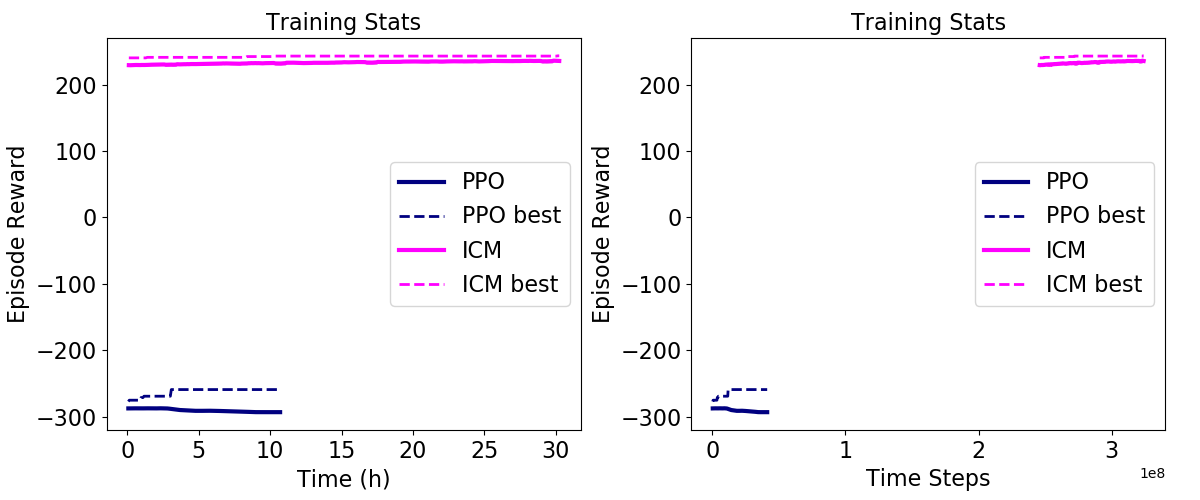 Training Stats
Episode Reward
200
100
0
−100
−200
−300
0
5
10
15
20
25
30
Time (h)
PPO
PPO best
ICM
ICM best
Training Stats
Episode Reward
200
100
0
−100
−200
−300
0
1
2
3
1e8
Time Steps
PPO
PPO best
ICM
ICM best